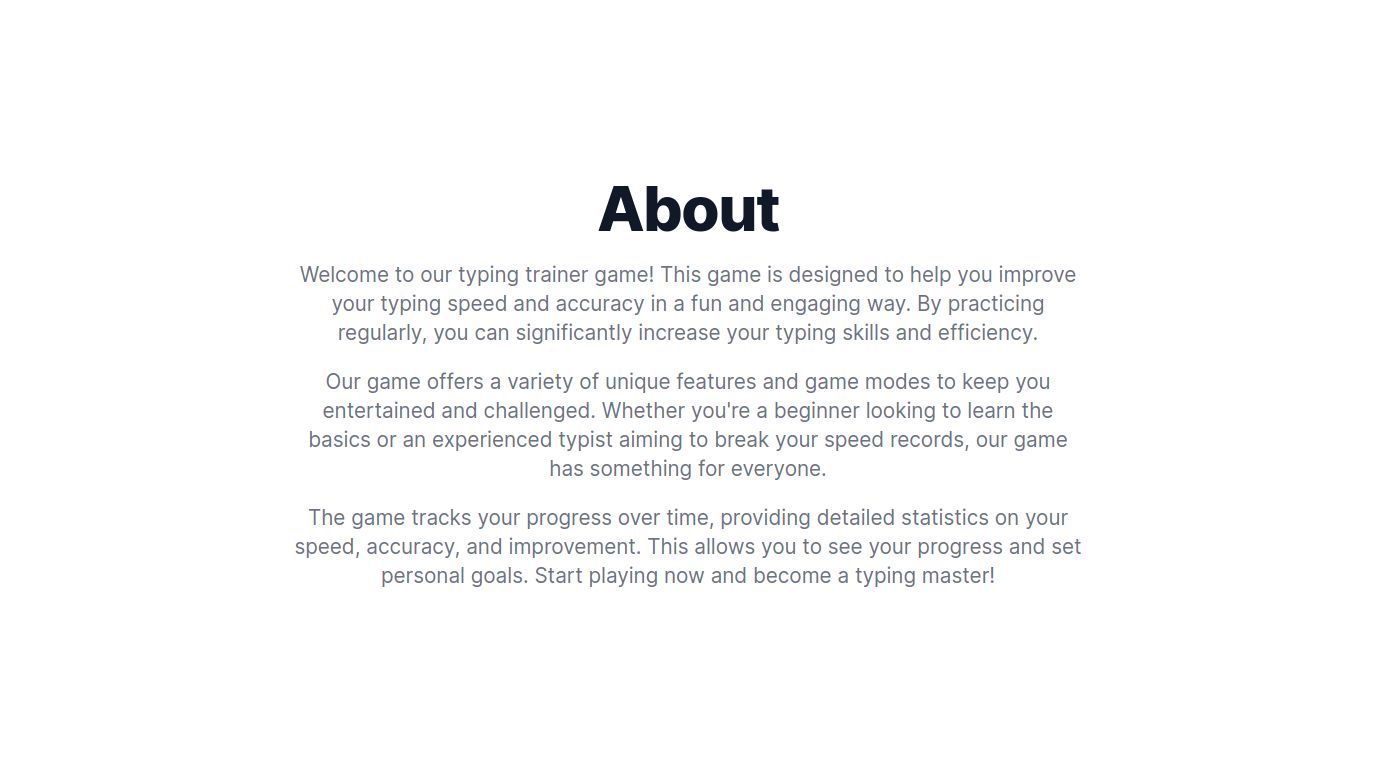 About
Welcome to our typing trainer game! This game is designed to help you improve
your typing speed and accuracy in a fun and engaging way. By practicing
regularly, you can significantly increase your typing skills and efficiency.
Our game offers a variety of unique features and game modes to keep you
entertained and challenged. Whether you're a beginner looking to learn the
basics or an experienced typist aiming to break your speed records, our game
has something for everyone.
The game tracks your progress over time, providing detailed statistics on your
speed, accuracy, and improvement. This allows you to see your progress and set
personal goals. Start playing now and become a typing master!